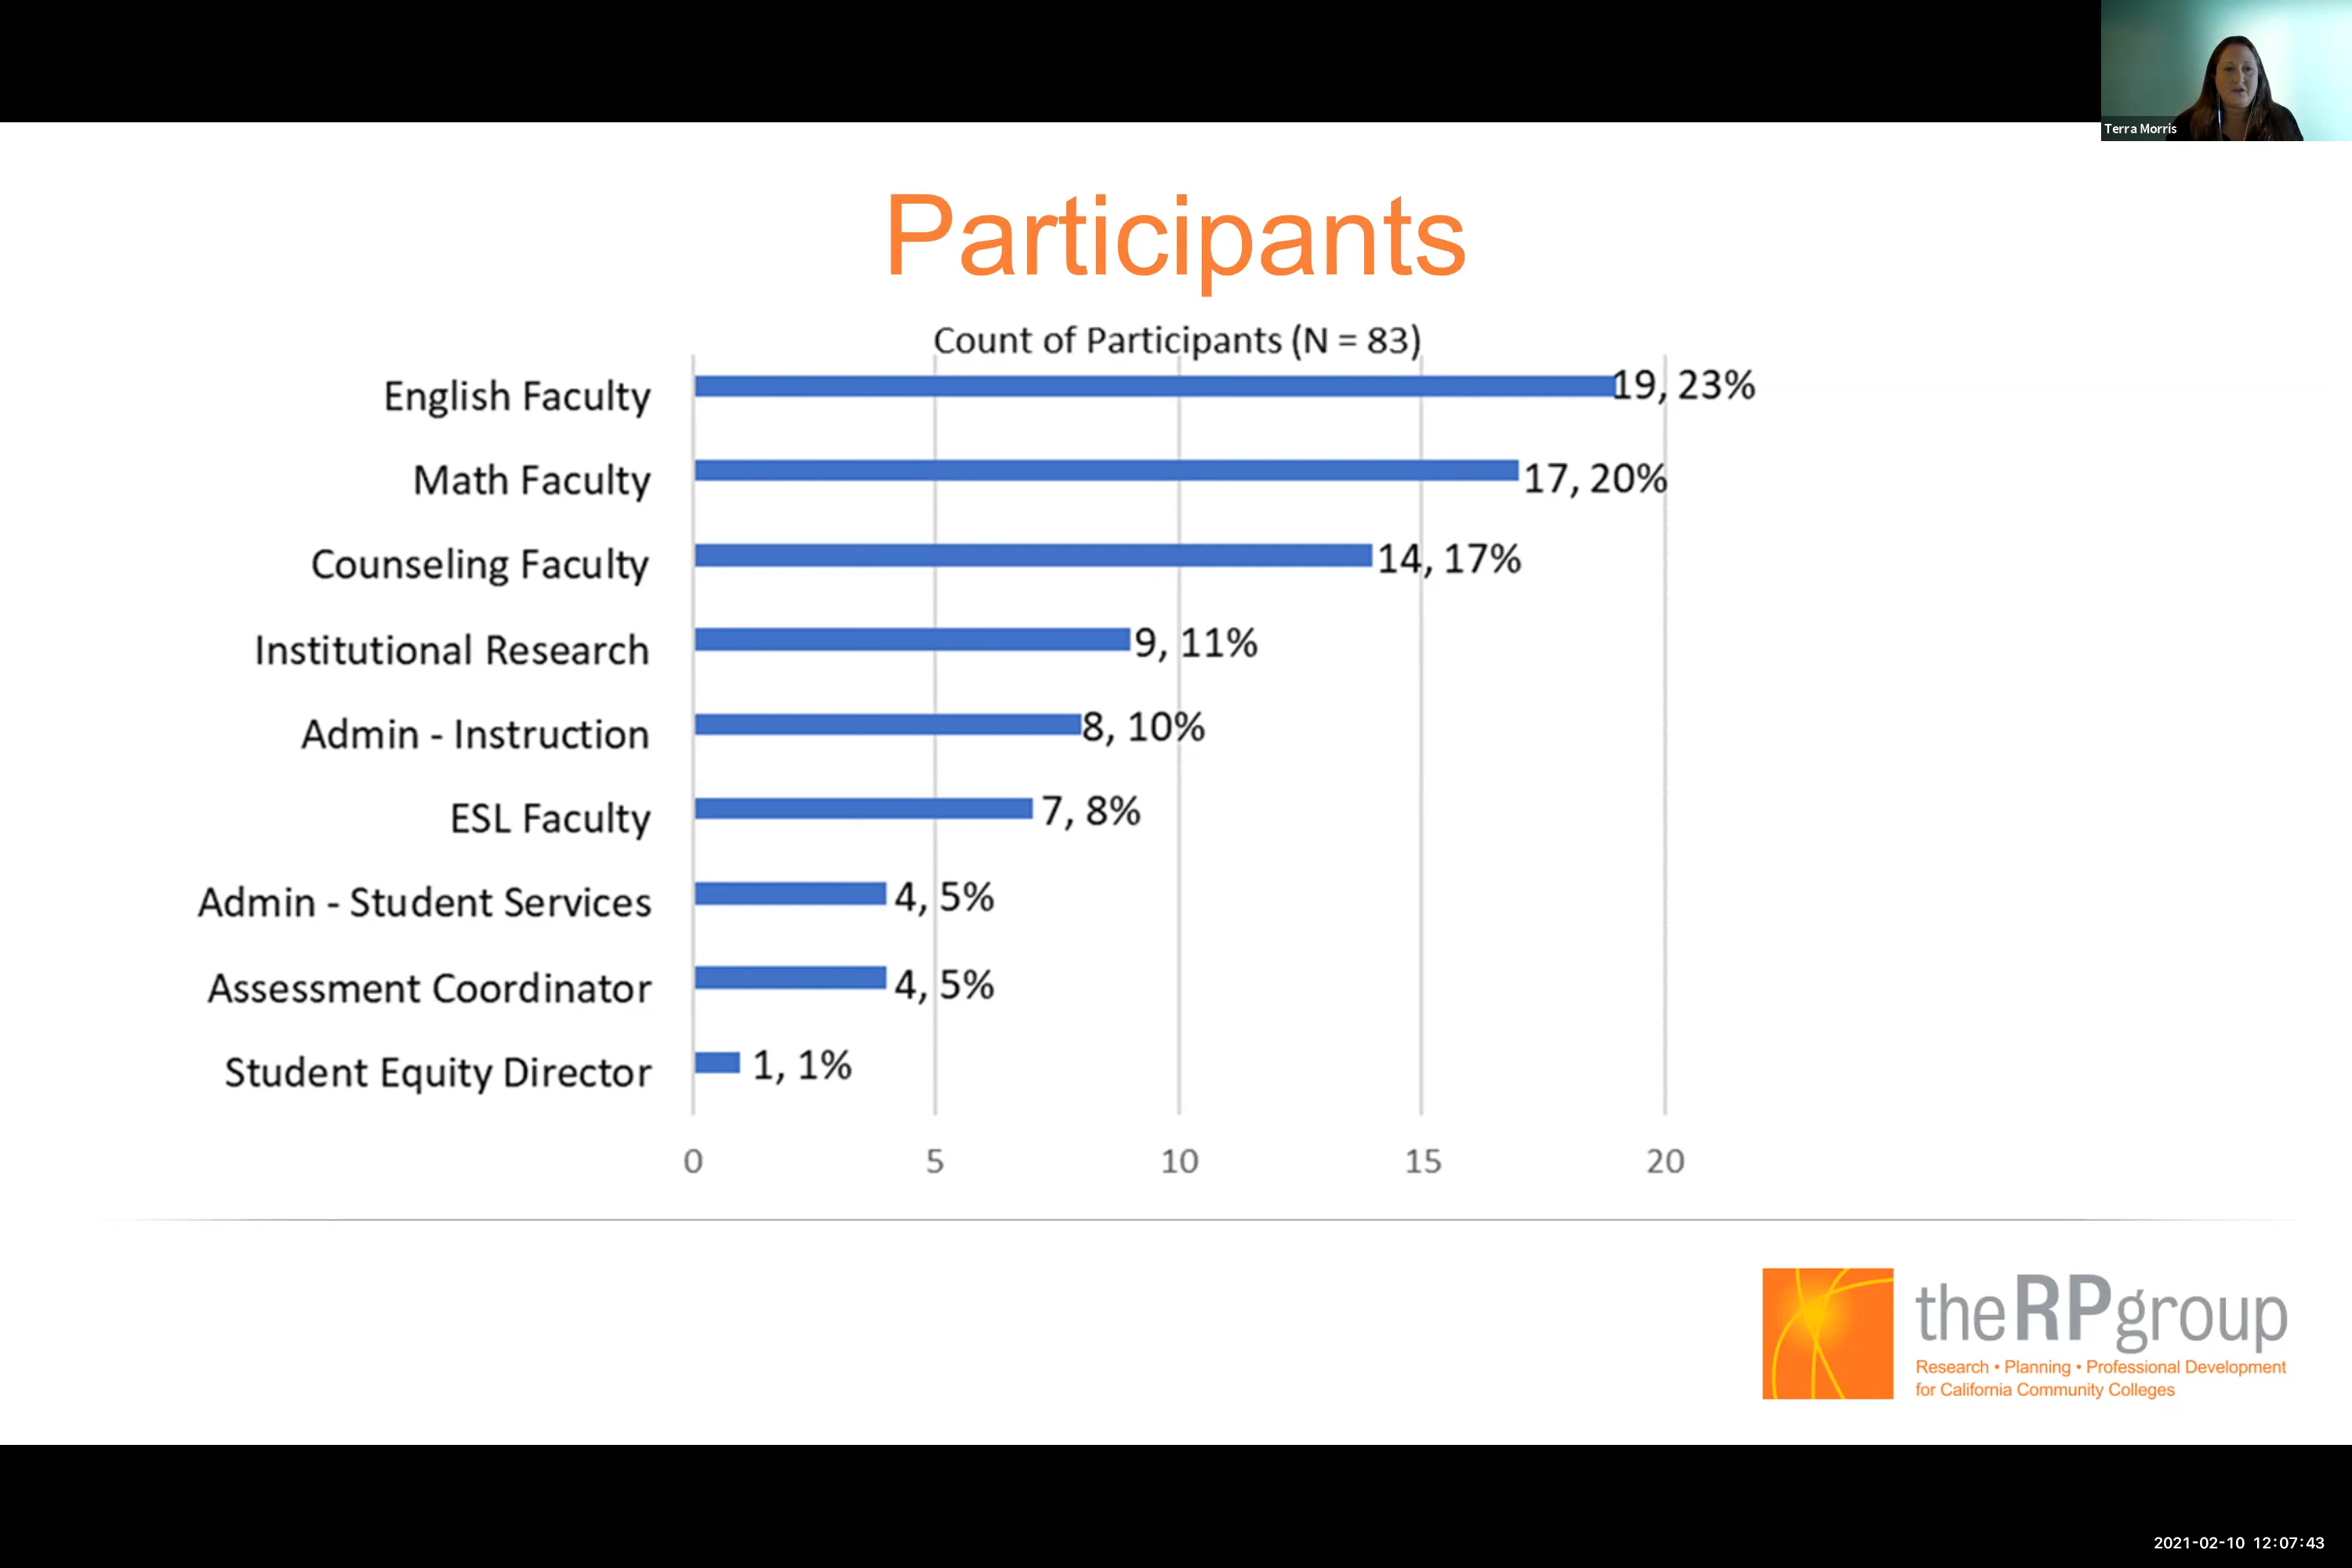 Terra Morris
Participants
Count of Participants (N = 83)
English Faculty 19, 23%
Math Faculty 17, 20%
Counseling Faculty 14, 17%
Institutional Research 9, 11%
Admin - Instruction 8, 10%
ESL Faculty 7, 8%
Admin - Student Services 4, 5%
Assessment Coordinator 4, 5%
Student Equity Director 1, 1%
0 5 10 15 20
theRPgroup
Research • Planning • Professional Development
for California Community Colleges
2021-02-10 12:07:43